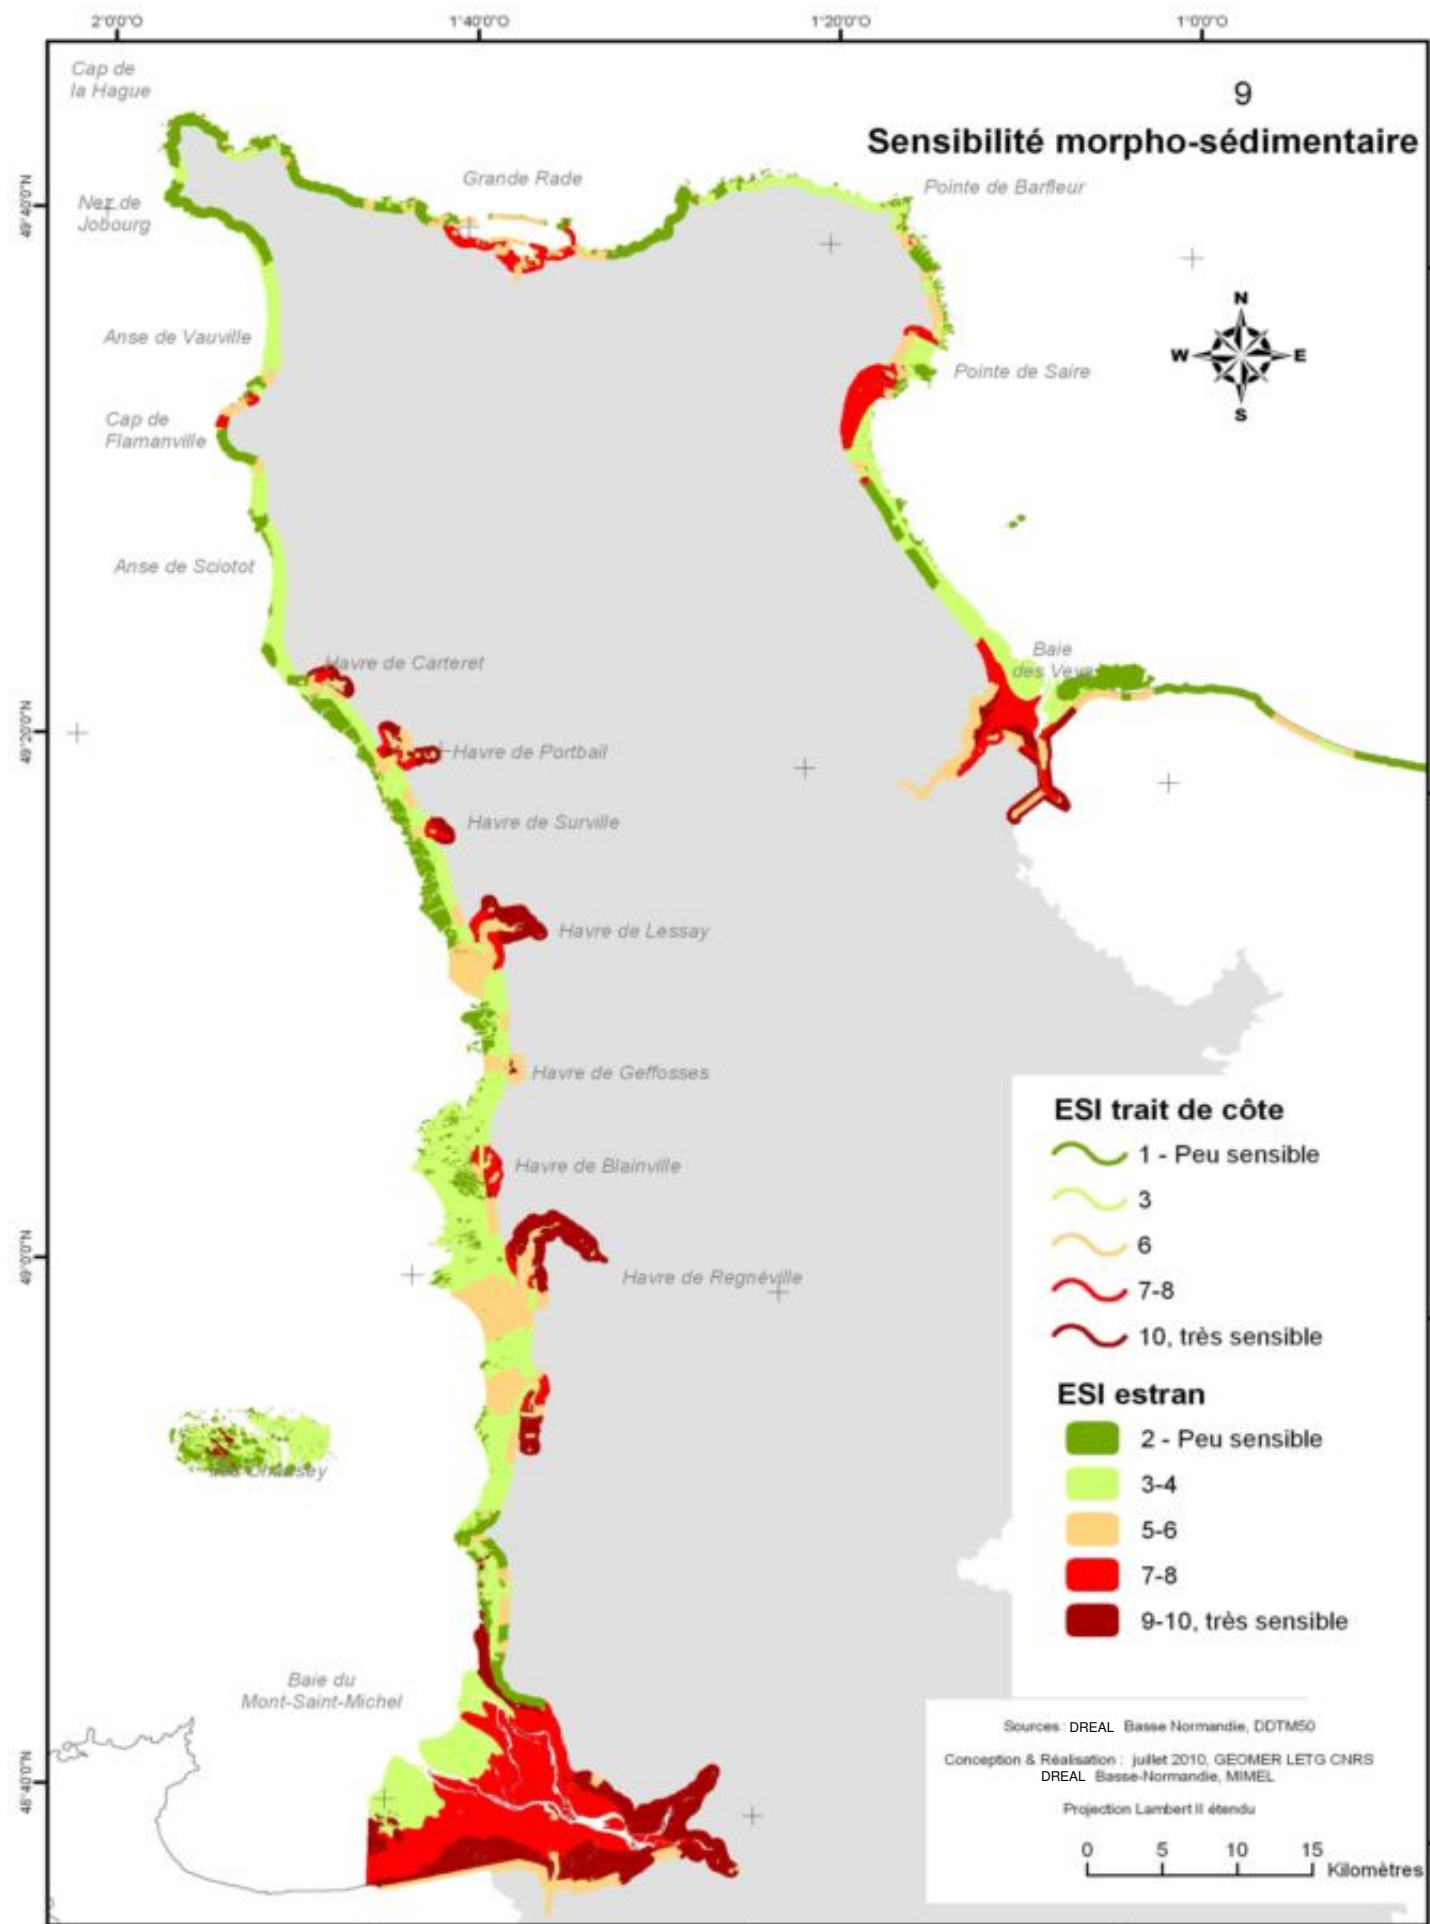 2°0'0"O
1°40'0"O
1°20'0"O
1°0'0"O
Cap de
la Hague
9
Sensibilité morpho-sédimentaire
Grande Rade
Pointe de Barfleur
49°40'0"N
Nez de
Jobourg
N
W
E
S
Anse de Vauville
Pointe de Saire
Cap de
Flamanville
Anse de Sciotot
Baie
des Veys
Havre de Carteret
49°20'0"N
Havre de Portbail
Havre de Surville
Havre de Lessay
Havre de Geffosses
Havre de Blainville
49°0'0"N
Havre de Regnéville
ESI trait de côte
1 - Peu sensible
3
6
7-8
10, très sensible
ESI estran
2 - Peu sensible
3-4
5-6
7-8
9-10, très sensible
Chausey
Baie du
Mont-Saint-Michel
48°40'0"N
Sources : DREAL Basse Normandie, DDTM50
Conception & Réalisation : juillet 2010, GEOMER LETG CNRS
DREAL Basse-Normandie, MIMEL
Projection Lambert II étendu
0 5 10 15
Kilomètres